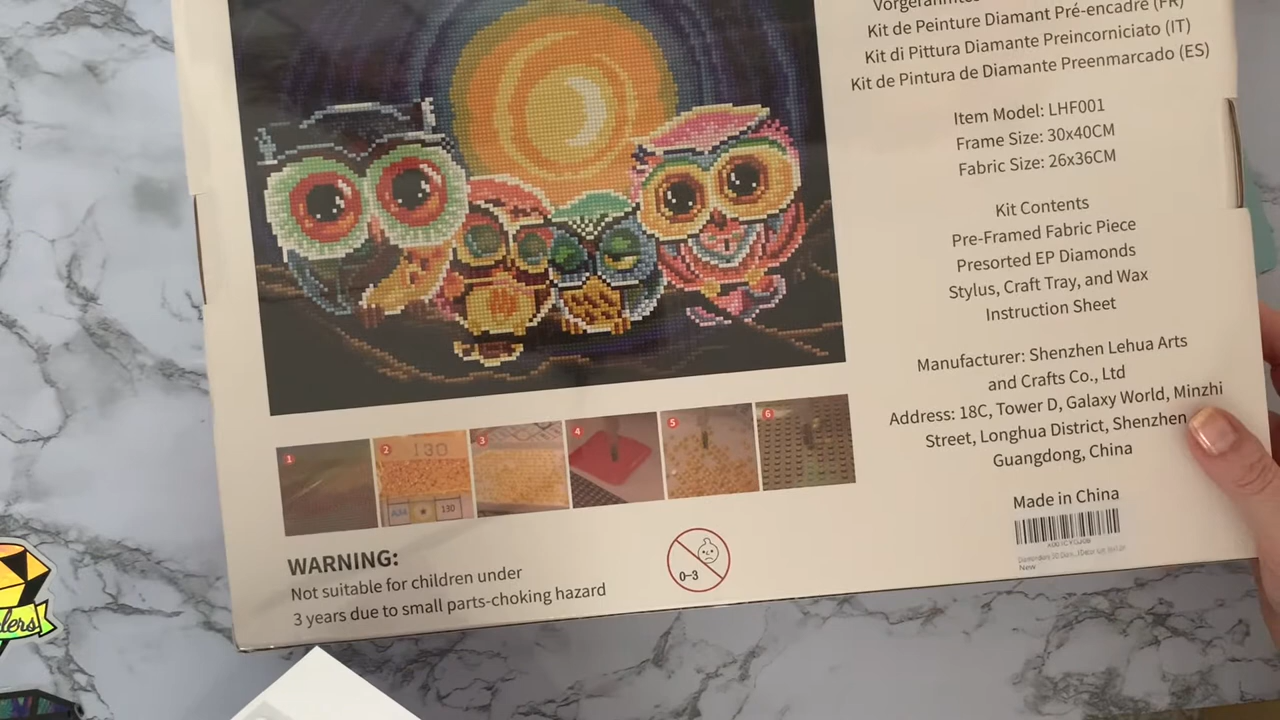 Kit de Peinture Diamant Pré-encadré (FR)
Kit di Pittura Diamante Preincorniciato (IT)
Kit de Pintura de Diamante Preenmarcado (ES)
Item Model: LHF001
Frame Size: 30x40CM
Fabric Size: 26x36CM
Kit Contents
Pre-Framed Fabric Piece
Presorted EP Diamonds
Stylus, Craft Tray, and Wax
Instruction Sheet
Manufacturer: Shenzhen Lehua Arts
and Crafts Co., Ltd
Address: 18C, Tower D, Galaxy World, Minzhi
Street, Longhua District, Shenzhen
Guangdong, China
Made in China
New
1
2
3
4
5
6
130
130
WARNING:
Not suitable for children under
3 years due to small parts-choking hazard
0-3